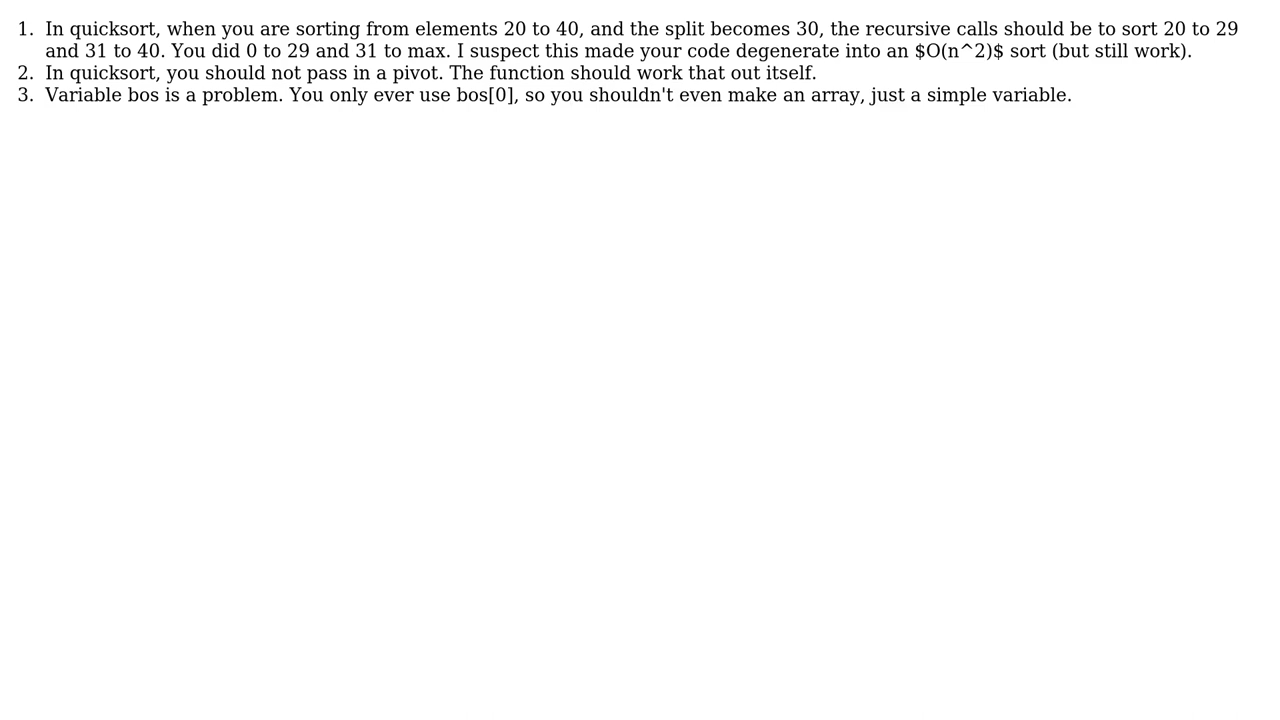 1. In quicksort, when you are sorting from elements 20 to 40, and the split becomes 30, the recursive calls should be to sort 20 to 29
and 31 to 40. You did 0 to 29 and 31 to max. I suspect this made your code degenerate into an $O(n^2)$ sort (but still work).
2. In quicksort, you should not pass in a pivot. The function should work that out itself.
3. Variable bos is a problem. You only ever use bos[0], so you shouldn't even make an array, just a simple variable.